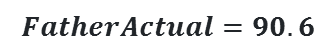 FatherActual = 90.6